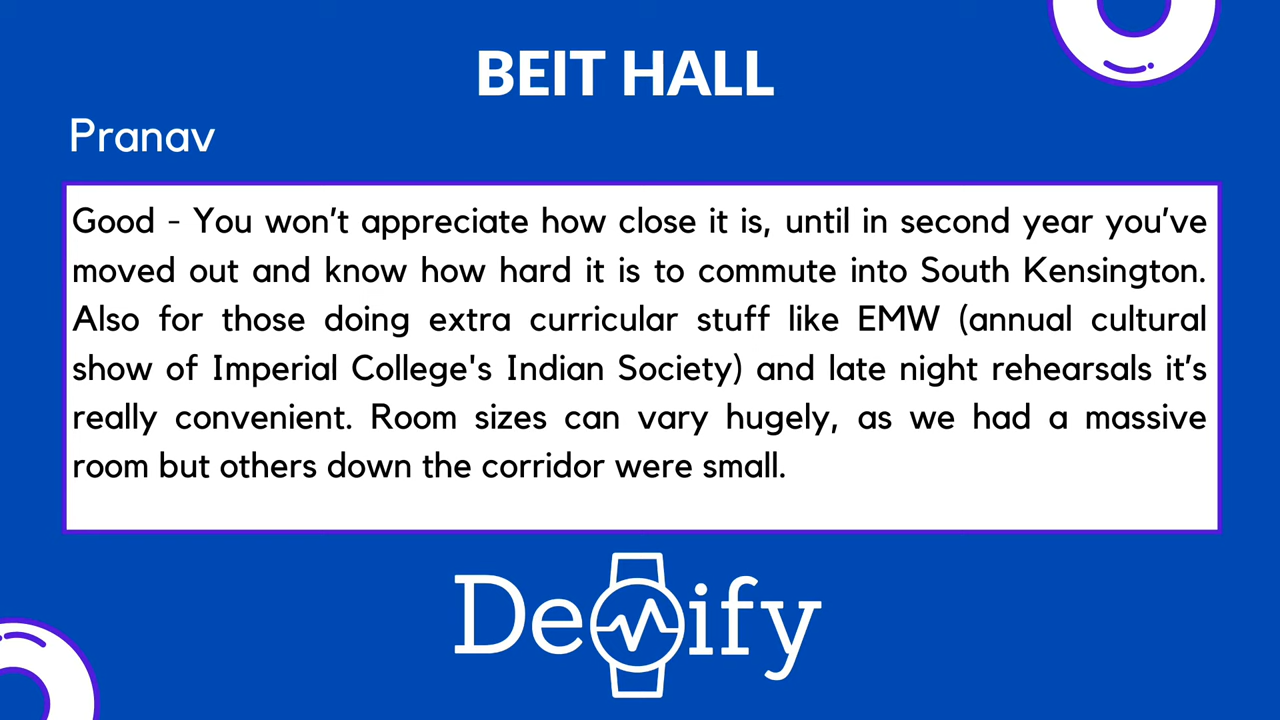 BEIT HALL
Pranav
Good - You won’t appreciate how close it is, until in second year you’ve
moved out and know how hard it is to commute into South Kensington.
Also for those doing extra curricular stuff like EMW (annual cultural
show of Imperial College's Indian Society) and late night rehearsals it’s
really convenient. Room sizes can vary hugely, as we had a massive
room but others down the corridor were small.
De ify